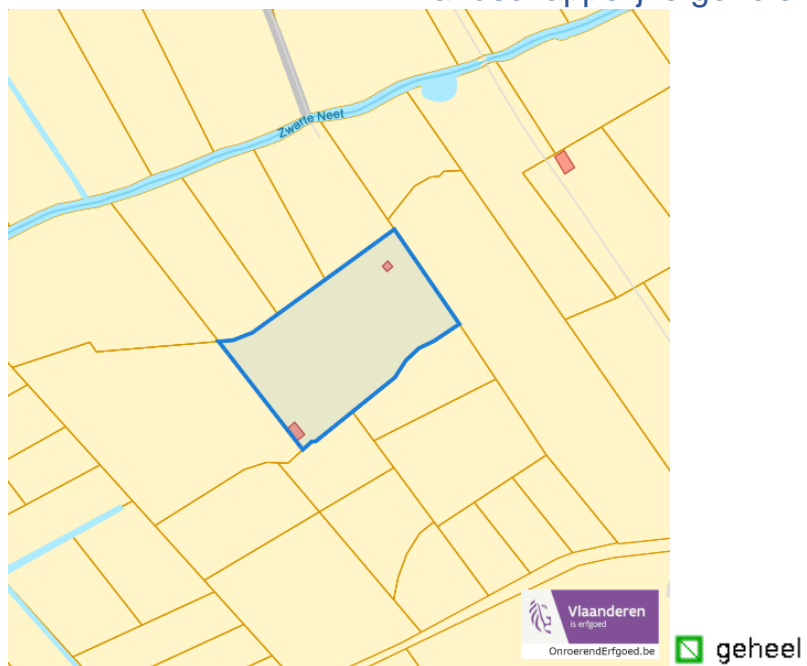 Zwarte Neet
Vlaanderen
is erfgoed
OnroerendErfgoed.be
geheel